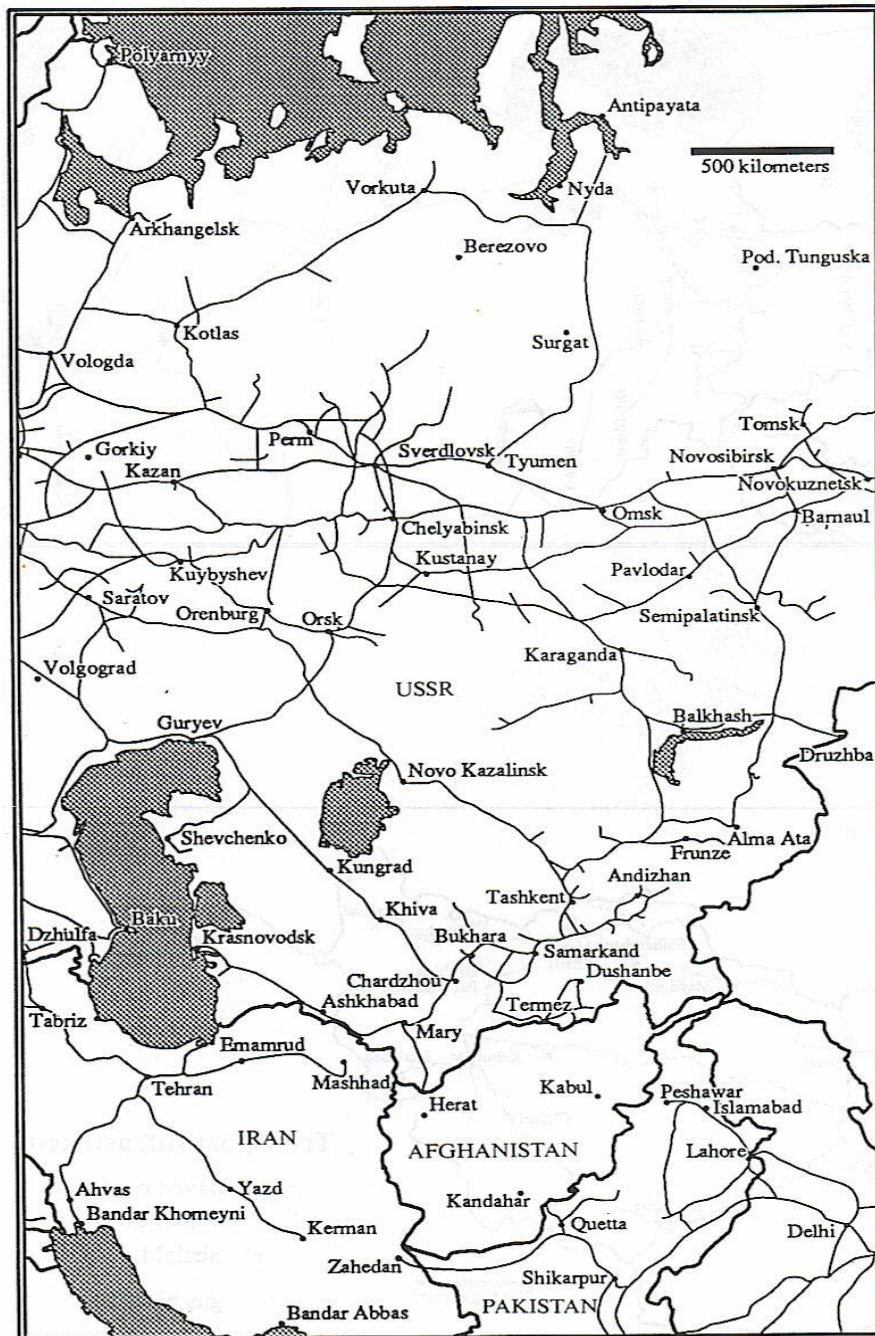 Polyarnyy
Antipayata
500 kilometers
Vorkuta
Nyda
Arkhangelsk
Berezovo
Pod. Tunguska
Kotlas
Surgat
Vologda
Tomsk
Perm
Gorkiy
Sverdlovsk
Novosibirsk
Kazan
Tyumen
Novokuznetsk
Omsk
Barnaul
Chelyabinsk
Kustanay
Kuybyshev
Pavlodar
Saratov
Orenburg
Orsk
Semipalatinsk
Karaganda
Volgograd
USSR
Guryev
Balkhash
Druzhba
Novo Kazalinsk
Shevchenko
Alma Ata
Frunze
Kungrad
Andizhan
Tashkent
Khiva
Baku
Dzhulfa
Krasnovodsk
Bukhara
Samarkand
Dushanbe
Chardzhou
Ashkhabad
Termez
Tabriz
Mary
Emamrud
Mashhad
Tehran
Kabul
Peshawar
Herat
Islamabad
IRAN
AFGHANISTAN
Lahore
Ahvas
Yazd
Kandahar
Bandar Khomeyni
Kerman
Quetta
Delhi
Zahedan
Shikarpur
Bandar Abbas
PAKISTAN